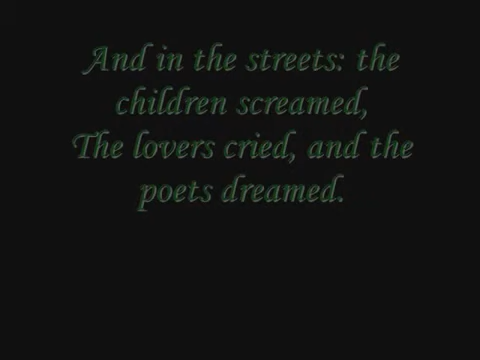 And in the streets: the
children screamed,
The lovers cried, and the
poets dreamed.